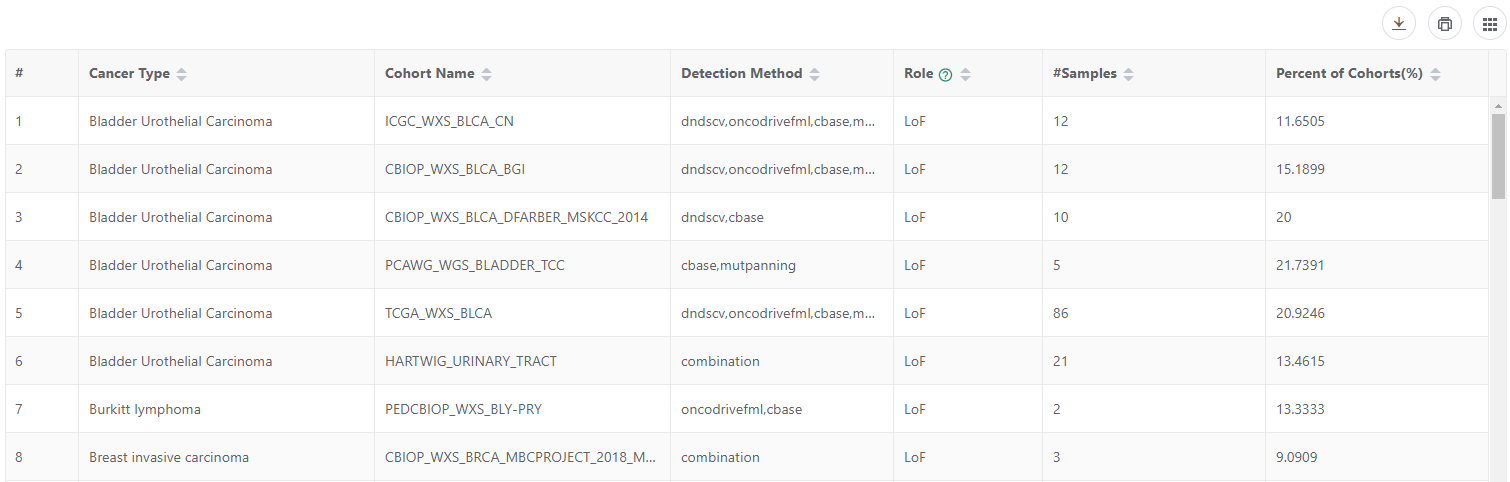 # Cancer Type Cohort Name Detection Method Role ? #Samples Percent of Cohorts(%)
1 Bladder Urothelial Carcinoma ICGC_WXS_BLCA_CN dndscv,oncodrivefml,cbase,m... LoF 12 11.6505
2 Bladder Urothelial Carcinoma CBIOP_WXS_BLCA_BGI dndscv,oncodrivefml,cbase,m... LoF 12 15.1899
3 Bladder Urothelial Carcinoma CBIOP_WXS_BLCA_DFARBER_MSKCC_2014 dndscv,cbase LoF 10 20
4 Bladder Urothelial Carcinoma PCAWG_WGS_BLADDER_TCC cbase,mutpanning LoF 5 21.7391
5 Bladder Urothelial Carcinoma TCGA_WXS_BLCA dndscv,oncodrivefml,cbase,m... LoF 86 20.9246
6 Bladder Urothelial Carcinoma HARTWIG_URINARY_TRACT combination LoF 21 13.4615
7 Burkitt lymphoma PEDCBIOP_WXS_BLY-PRY oncodrivefml,cbase LoF 2 13.3333
8 Breast invasive carcinoma CBIOP_WXS_BRCA_MBCPROJECT_2018_M... combination LoF 3 9.0909